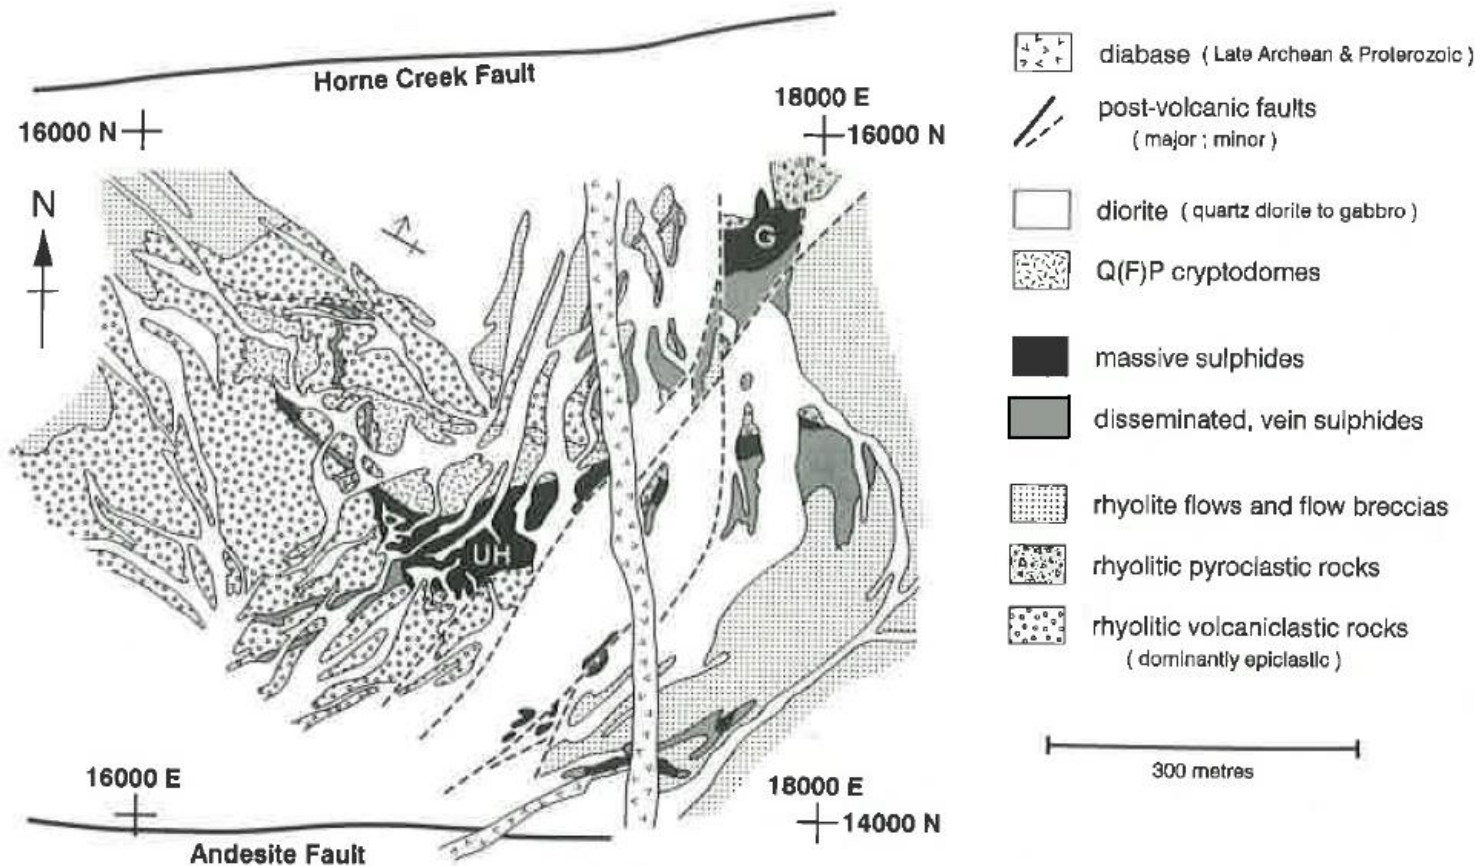 Horne Creek Fault
16000 N
18000 E
16000 N
N
G
UH
16000 E
18000 E
14000 N
Andesite Fault
diabase ( Late Archean & Proterozoic )
post-volcanic faults
( major ; minor )
diorite ( quartz diorite to gabbro )
Q(F)P cryptodomes
massive sulphides
disseminated, vein sulphides
rhyolite flows and flow breccias
rhyolitic pyroclastic rocks
rhyolitic volcaniclastic rocks
( dominantly epiclastic )
300 metres